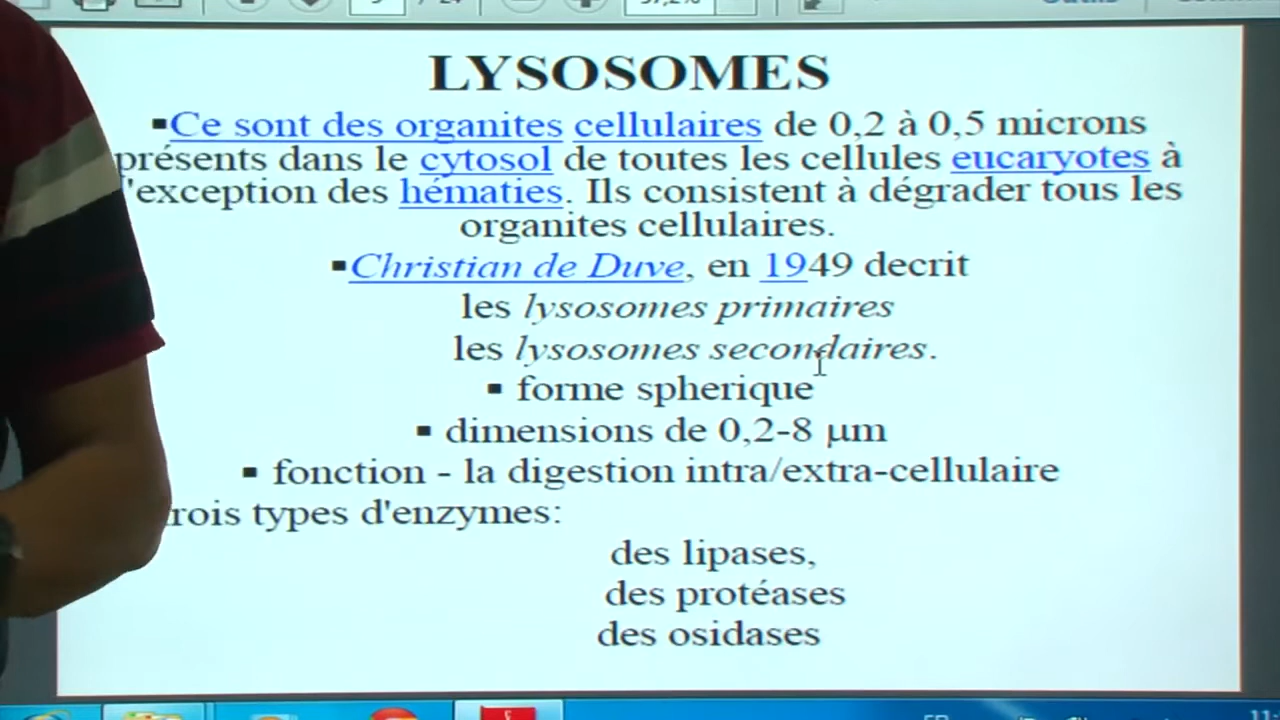 LYSOSOMES
▪Ce sont des organites cellulaires de 0,2 à 0,5 microns
présents dans le cytosol de toutes les cellules eucaryotes à
l'exception des hématies. Ils consistent à dégrader tous les
organites cellulaires.
▪Christian de Duve, en 1949 decrit
les lysosomes primaires
les lysosomes secondaires.
▪ forme spherique
▪ dimensions de 0,2-8 µm
▪ fonction - la digestion intra/extra-cellulaire
rois types d'enzymes:
des lipases,
des protéases
des osidases
FR